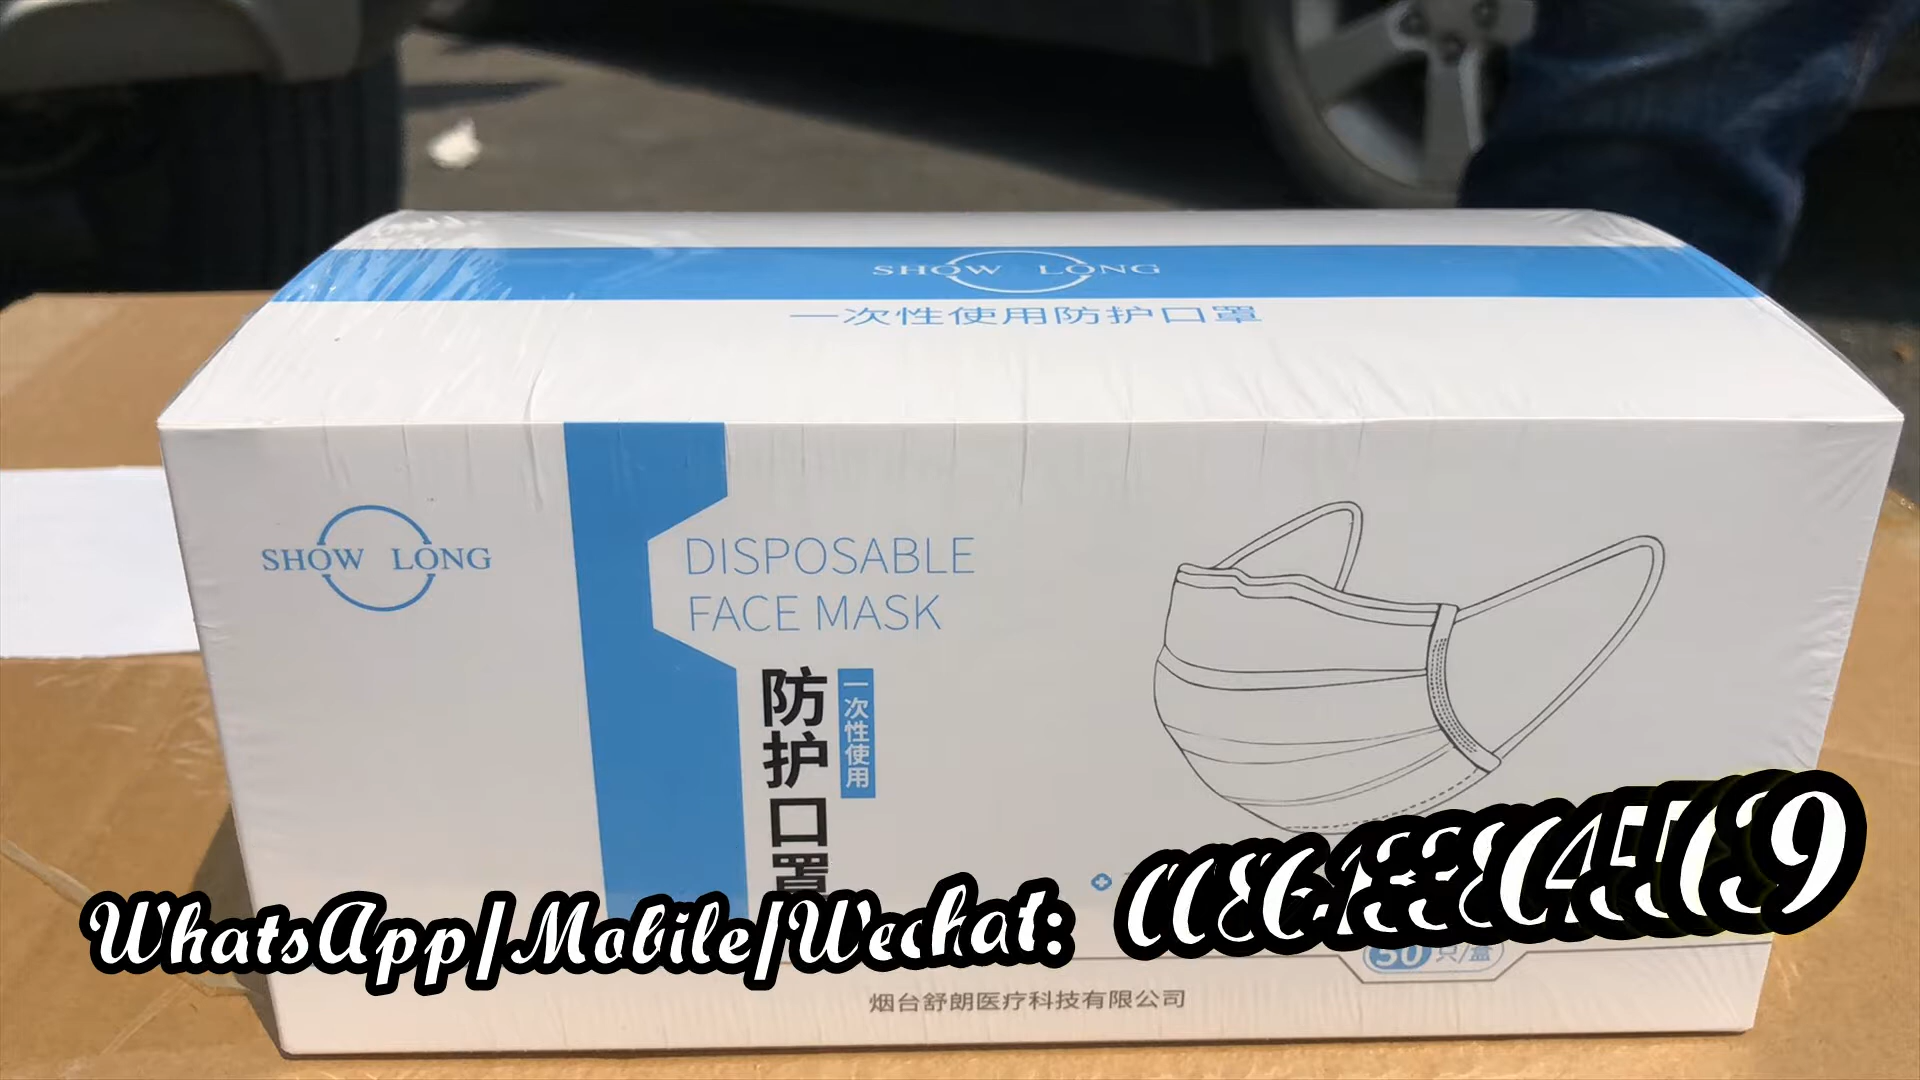 SHOW LONG
一次性使用防护口罩
SHOW LONG
DISPOSABLE
FACE MASK
防护口罩
一次性使用
WhatsApp/Mobile/Wechat:
50只/盒
烟台舒朗医疗科技有限公司